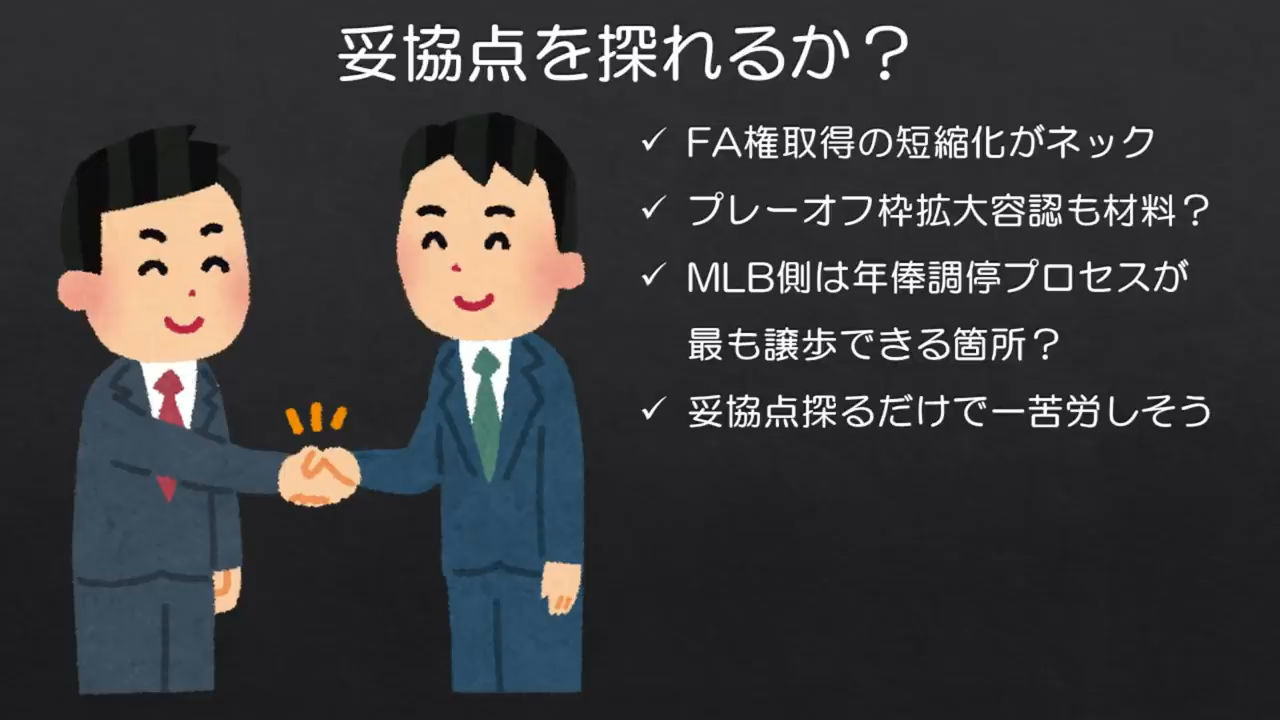 妥協点を探れるか？
✓ FA権取得の短縮化がネック
✓ プレーオフ枠拡大容認も材料？
✓ MLB側は年俸調停プロセスが
最も譲歩できる箇所？
✓ 妥協点探るだけで一苦労しそう